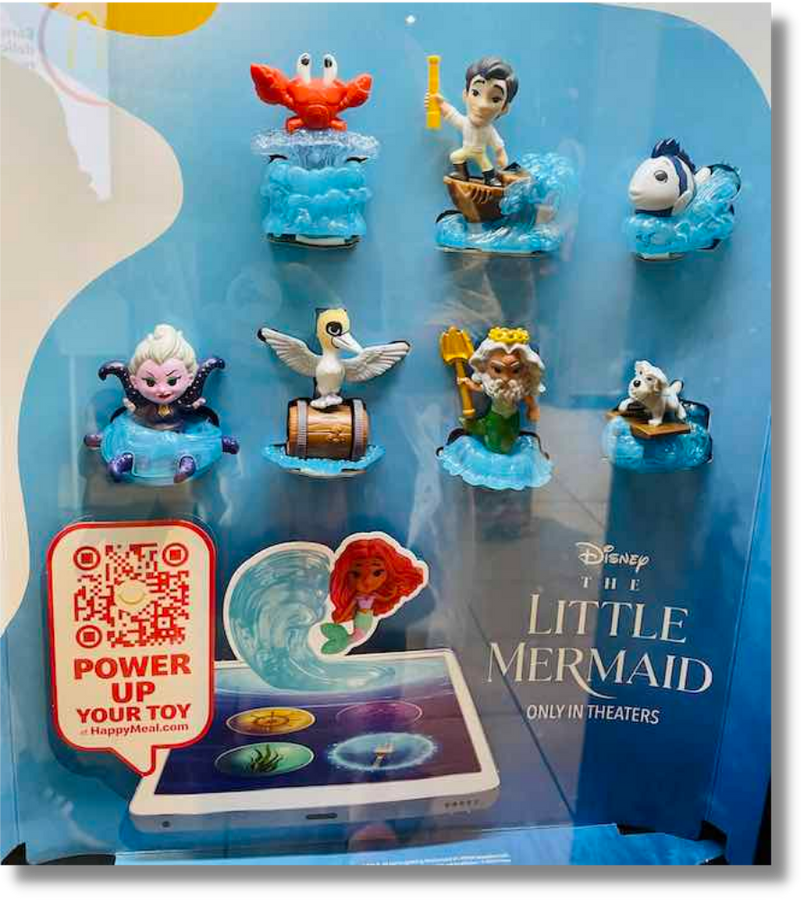 POWER
UP
YOUR TOY
at HappyMeal.com
Disney
THE
LITTLE
MERMAID
ONLY IN THEATERS